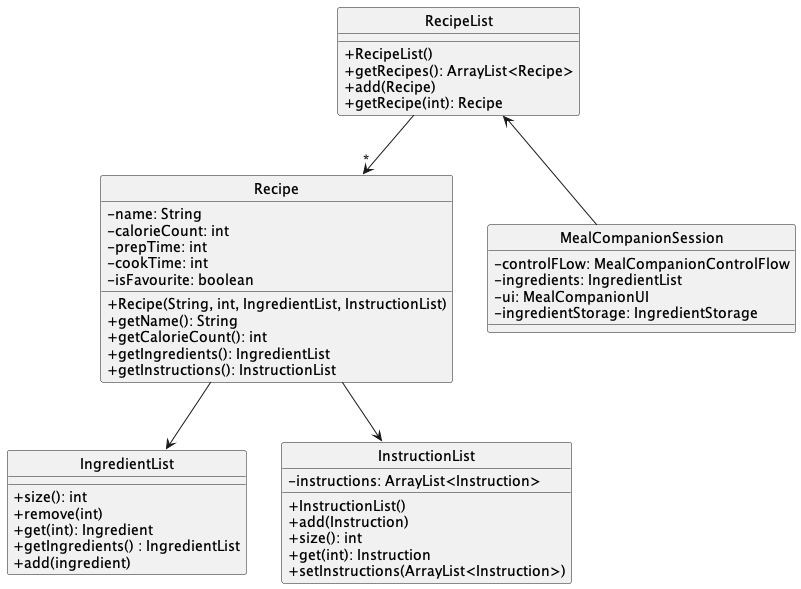 RecipeList
+RecipeList()
+getRecipes(): ArrayList<Recipe>
+add(Recipe)
+getRecipe(int): Recipe
*
Recipe
-name: String
-calorieCount: int
-prepTime: int
-cookTime: int
-isFavourite: boolean
+Recipe(String, int, IngredientList, InstructionList)
+getName(): String
+getCalorieCount(): int
+getIngredients(): IngredientList
+getInstructions(): InstructionList
MealCompanionSession
-controlFLow: MealCompanionControlFlow
-ingredients: IngredientList
-ui: MealCompanionUI
-ingredientStorage: IngredientStorage
IngredientList
+size(): int
+remove(int)
+get(int): Ingredient
+getIngredients() : IngredientList
+add(ingredient)
InstructionList
-instructions: ArrayList<Instruction>
+InstructionList()
+add(Instruction)
+size(): int
+get(int): Instruction
+setInstructions(ArrayList<Instruction>)